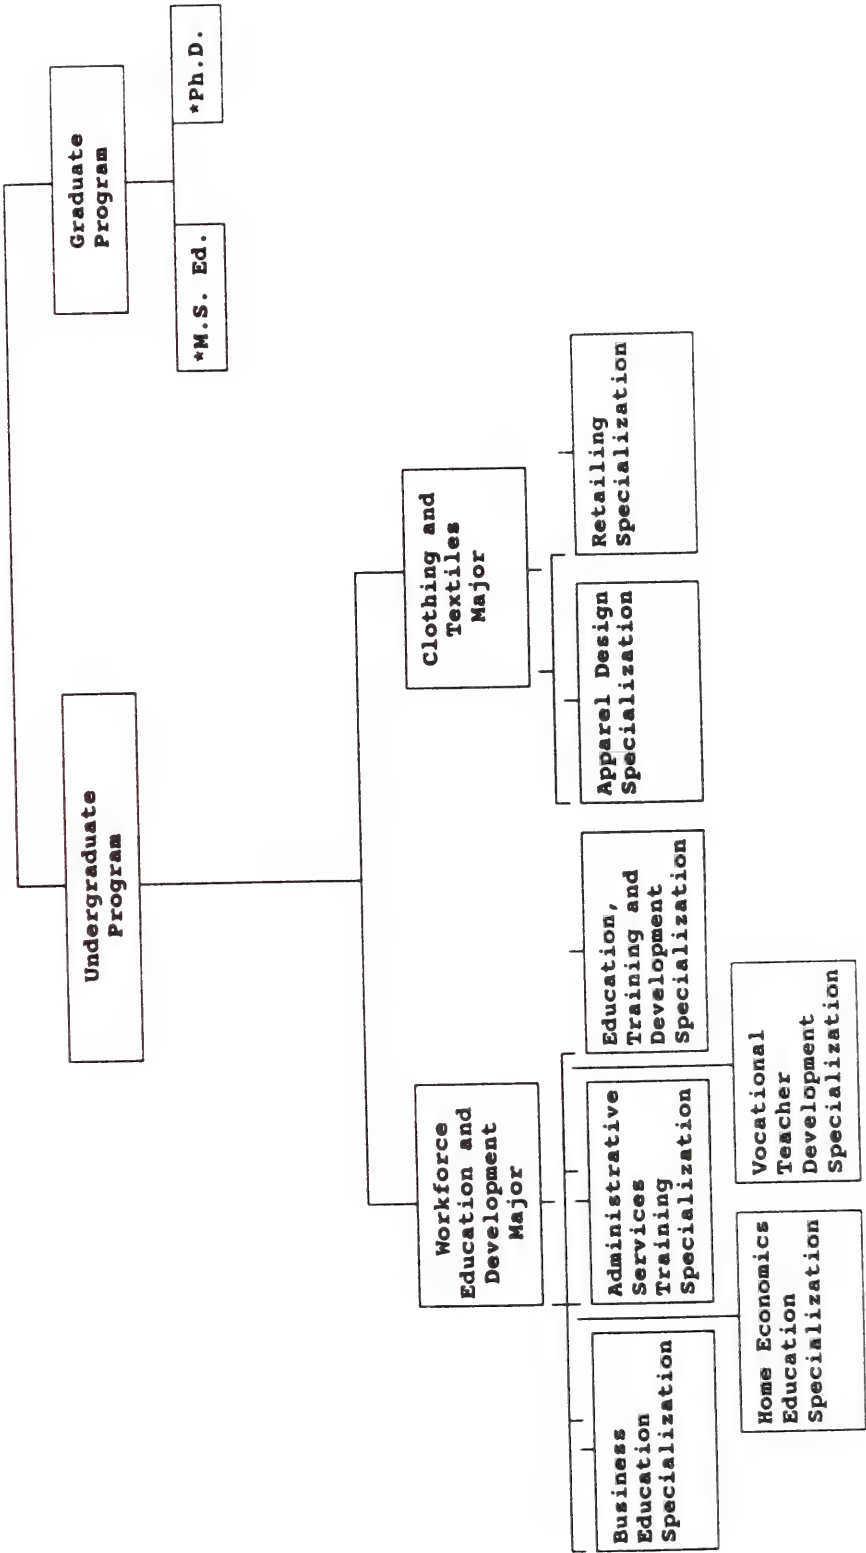 Undergraduate
Program
Graduate
Program
*M.S. Ed.
*Ph.D.
Workforce
Education and
Development
Major
Clothing and
Textiles
Major
Business
Education
Specialization
Administrative
Services
Training
Specialization
Education,
Training and
Development
Specialization
Apparel Design
Specialization
Retailing
Specialization
Home Economics
Education
Specialization
Vocational
Teacher
Development
Specialization